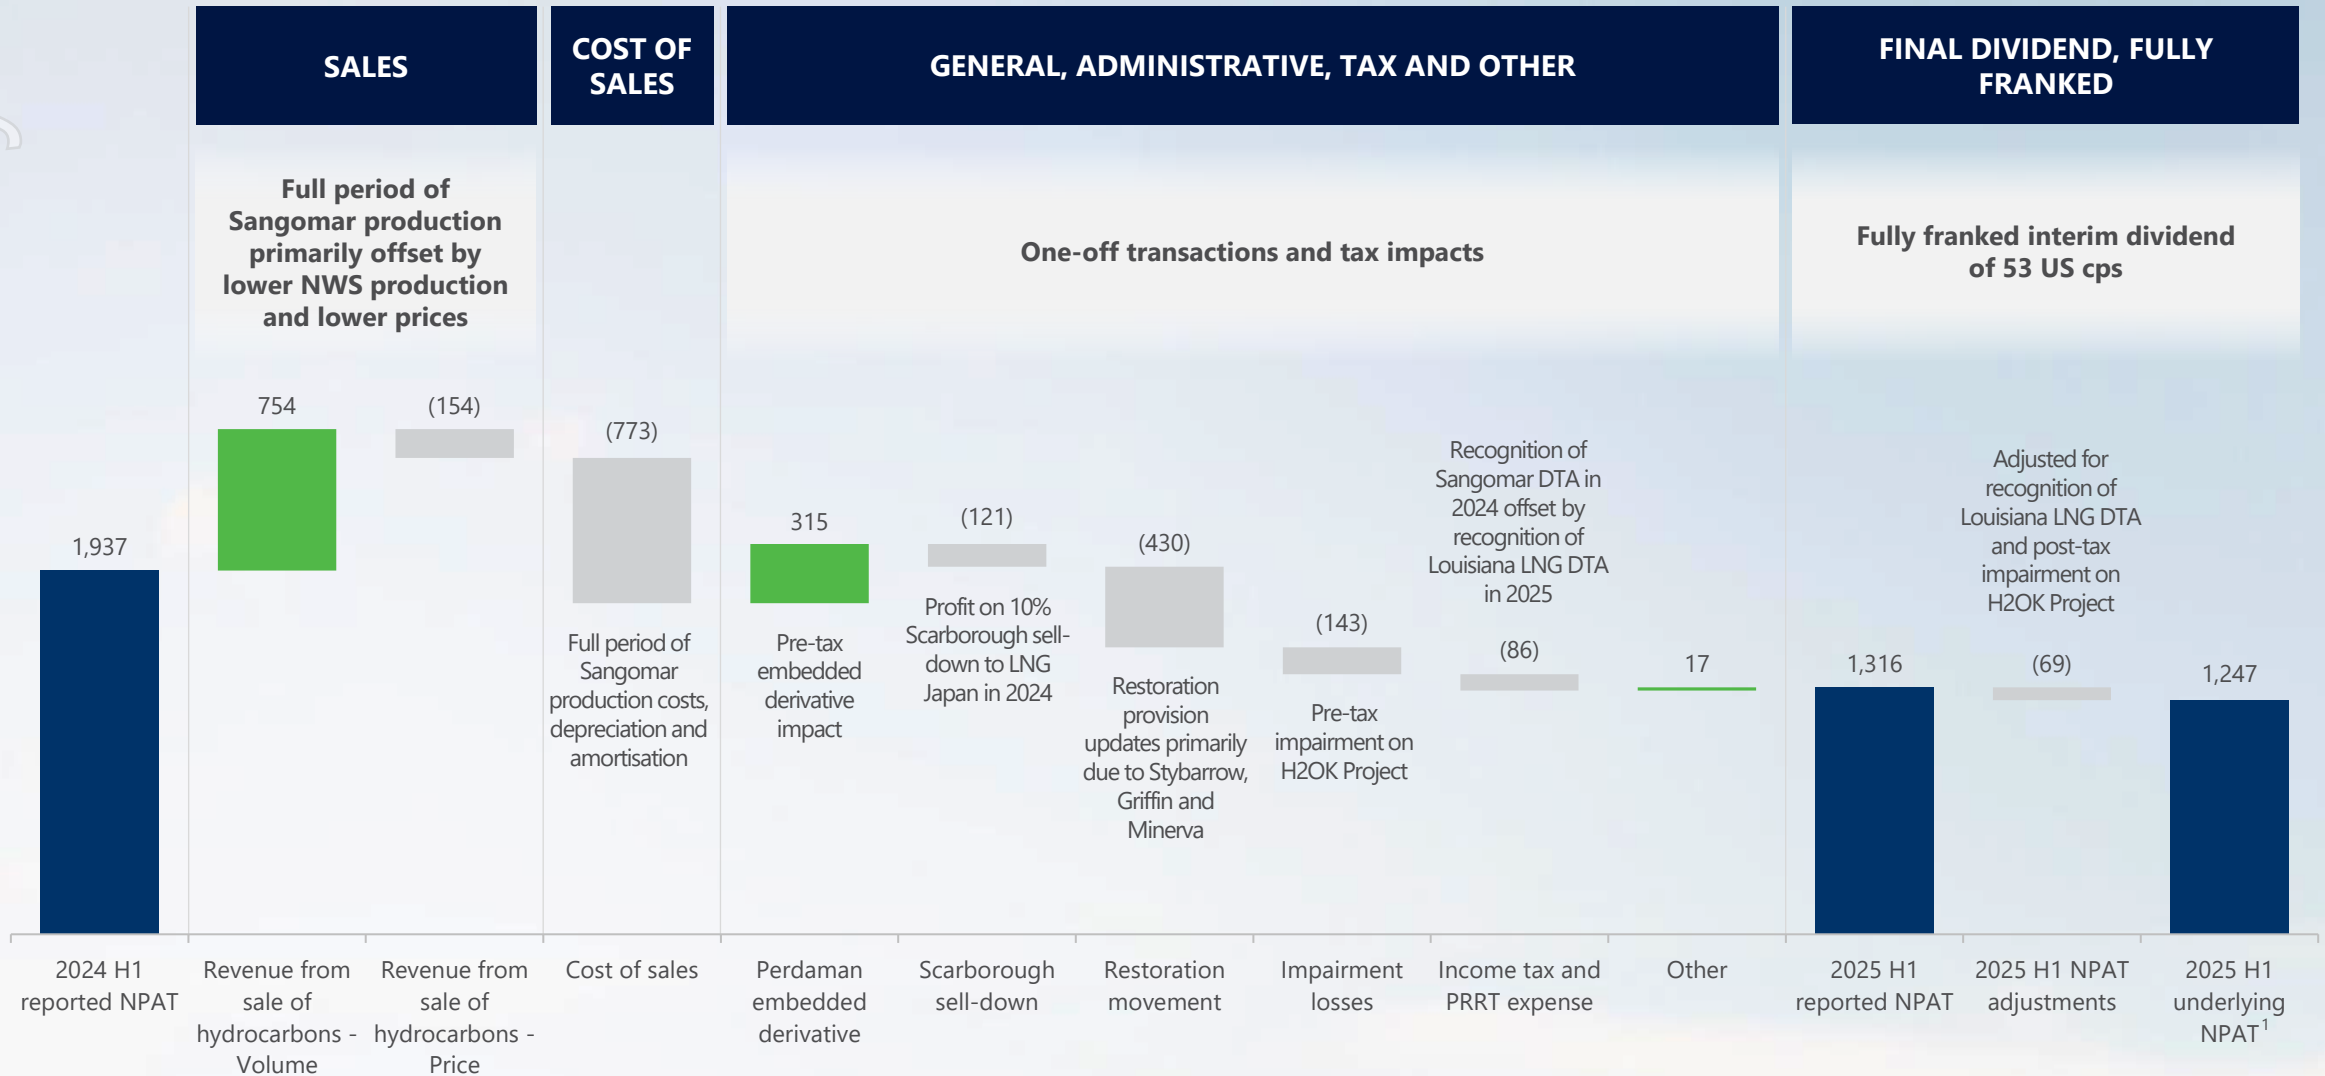 SALES
COST OF
SALES
GENERAL, ADMINISTRATIVE, TAX AND OTHER
FINAL DIVIDEND, FULLY
FRANKED
Full period of
Sangomar production
primarily offset by
lower NWS production
and lower prices
One-off transactions and tax impacts
Fully franked interim dividend
of 53 US cps
1,937
754
(154)
(773)
Full period of
Sangomar
production costs,
depreciation and
amortisation
315
Pre-tax
embedded
derivative
impact
(121)
Profit on 10%
Scarborough sell-
down to LNG
Japan in 2024
(430)
Restoration
provision
updates primarily
due to Stybarrow,
Griffin and
Minerva
(143)
Pre-tax
impairment on
H2OK Project
Recognition of
Sangomar DTA in
2024 offset by
recognition of
Louisiana LNG DTA
in 2025
(86)
17
1,316
Adjusted for
recognition of
Louisiana LNG DTA
and post-tax
impairment on
H2OK Project
(69)
1,247
2024 H1
reported NPAT
Revenue from
sale of
hydrocarbons -
Volume
Revenue from
sale of
hydrocarbons -
Price
Cost of sales
Perdaman
embedded
derivative
Scarborough
sell-down
Restoration
movement
Impairment
losses
Income tax and
PRRT expense
Other
2025 H1
reported NPAT
2025 H1 NPAT
adjustments
2025 H1
underlying
NPAT¹